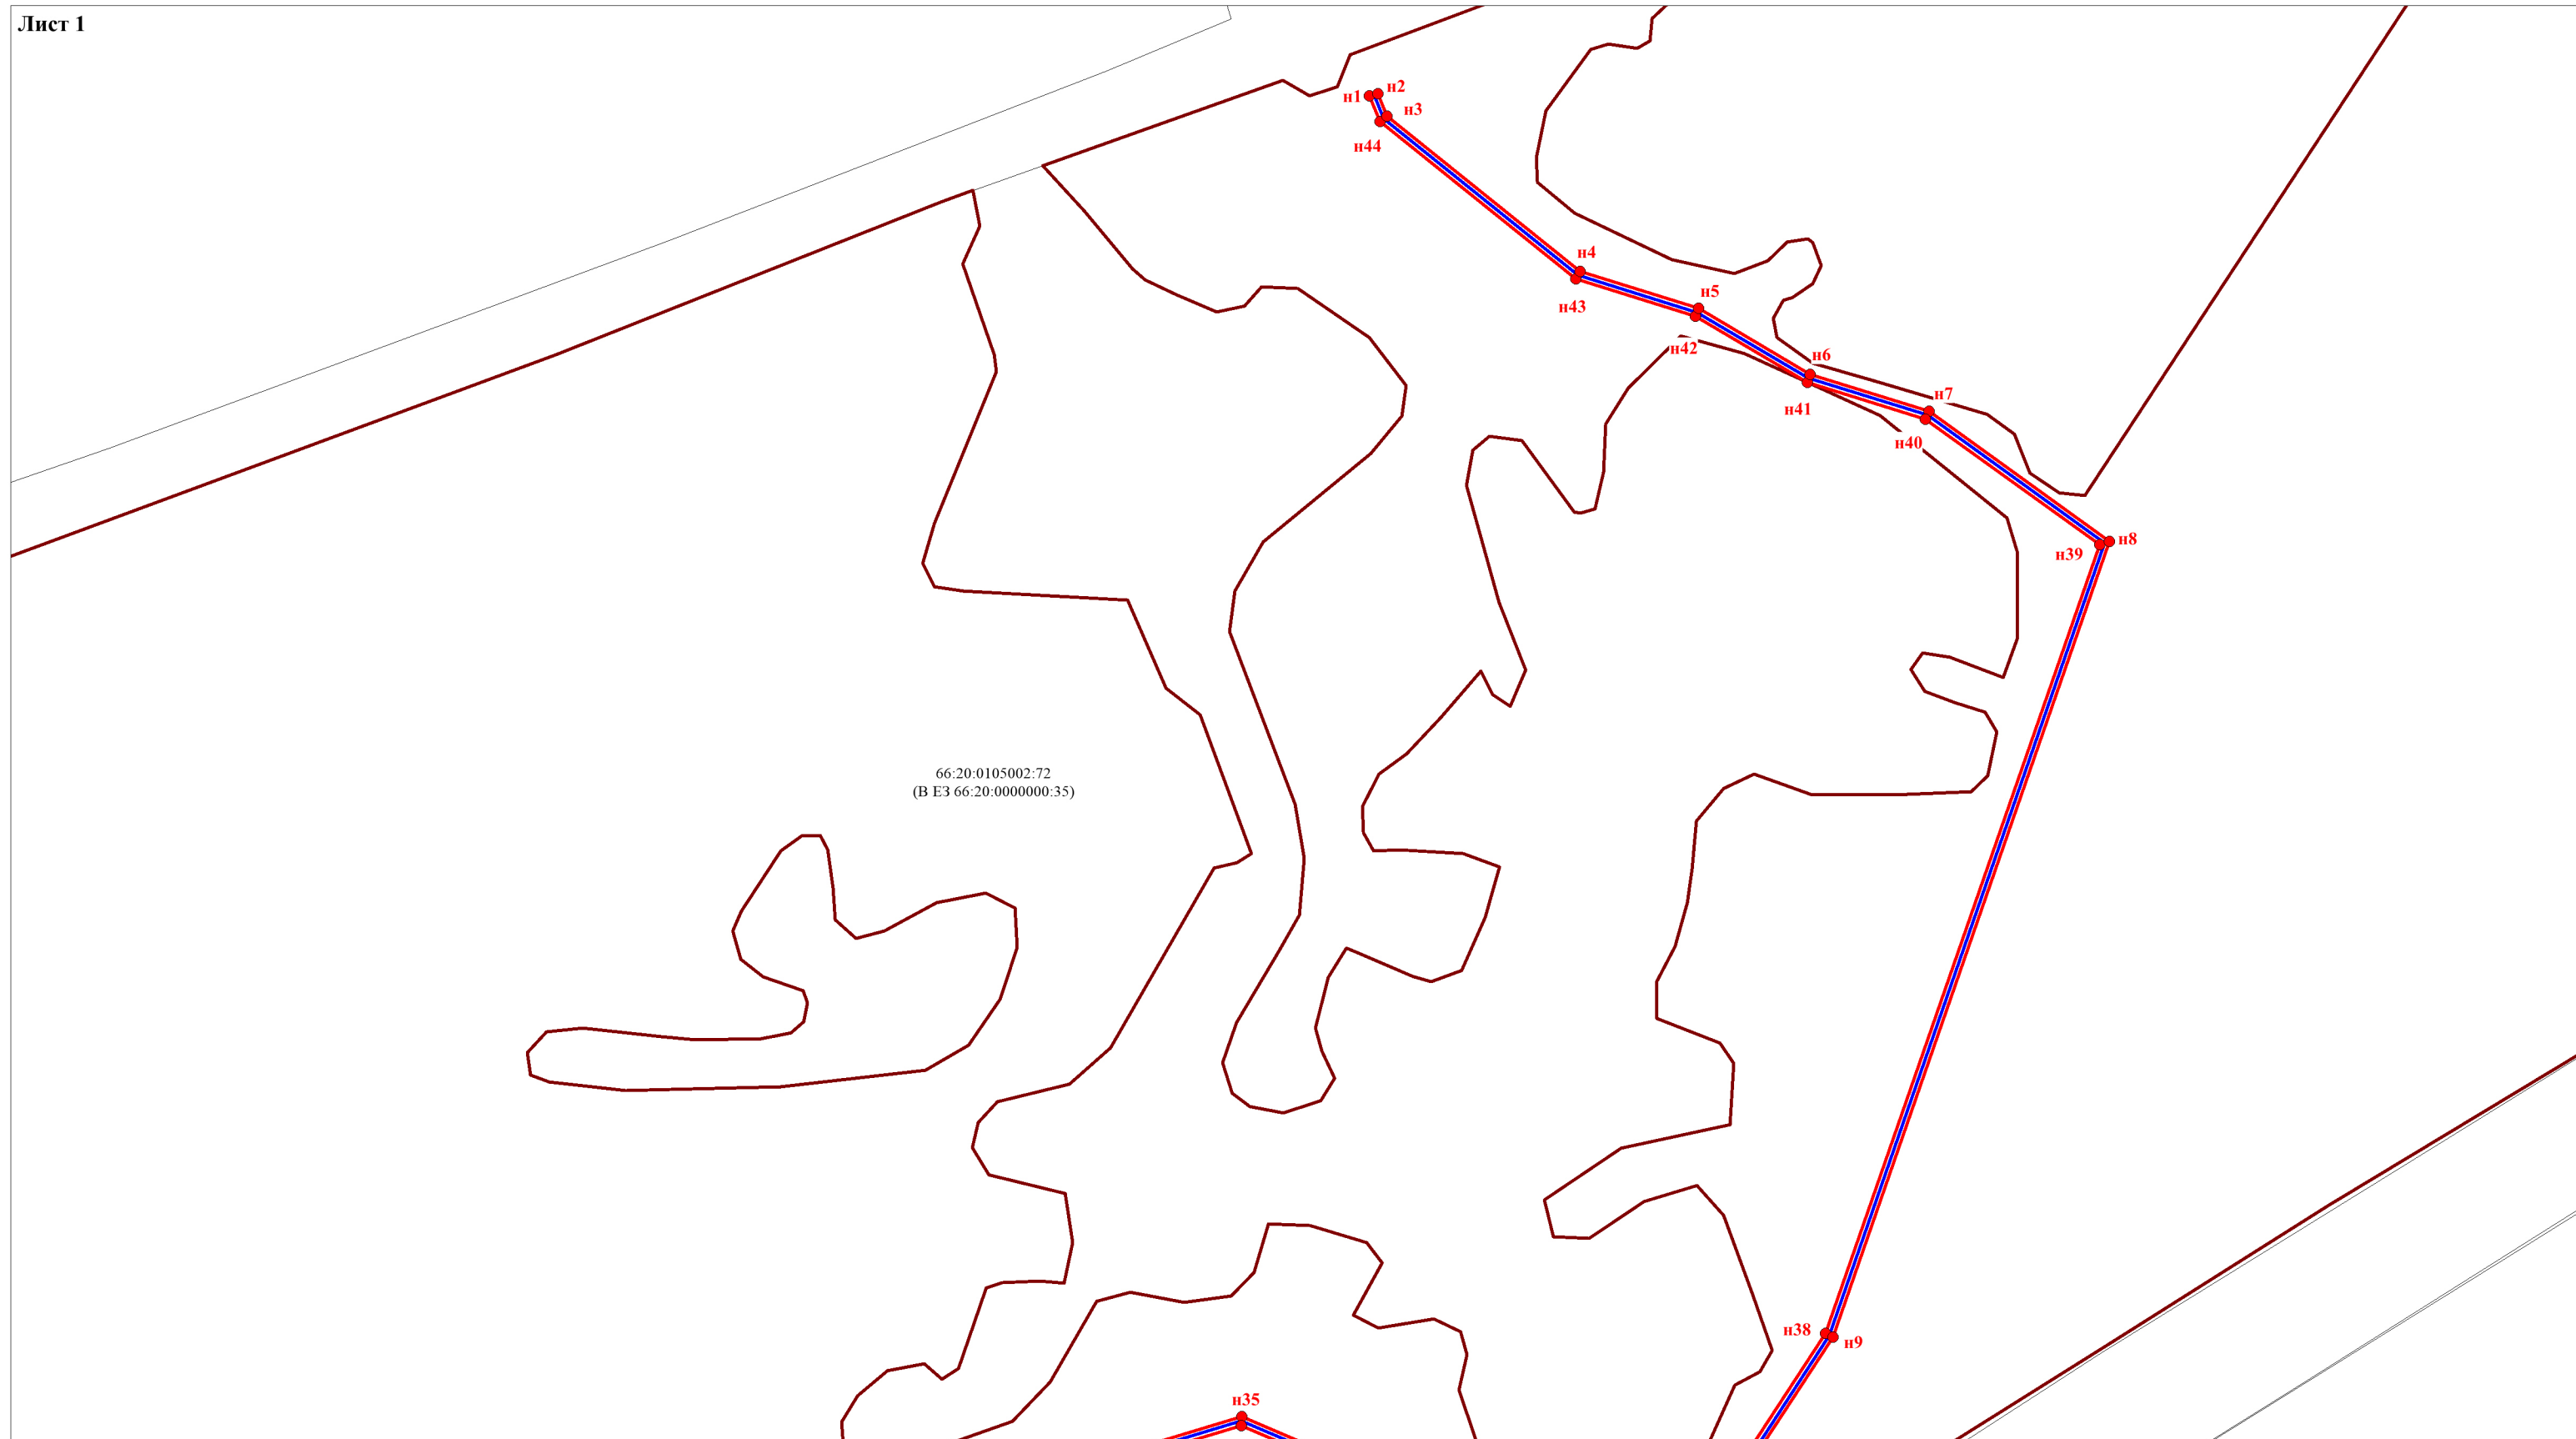 Лист 1
н1
н2
н3
н44
н4
н43
н5
н42
н6
н41
н7
н40
н8
н39
66:20:0105002:72
(В ЕЗ 66:20:0000000:35)
н38
н9
н35